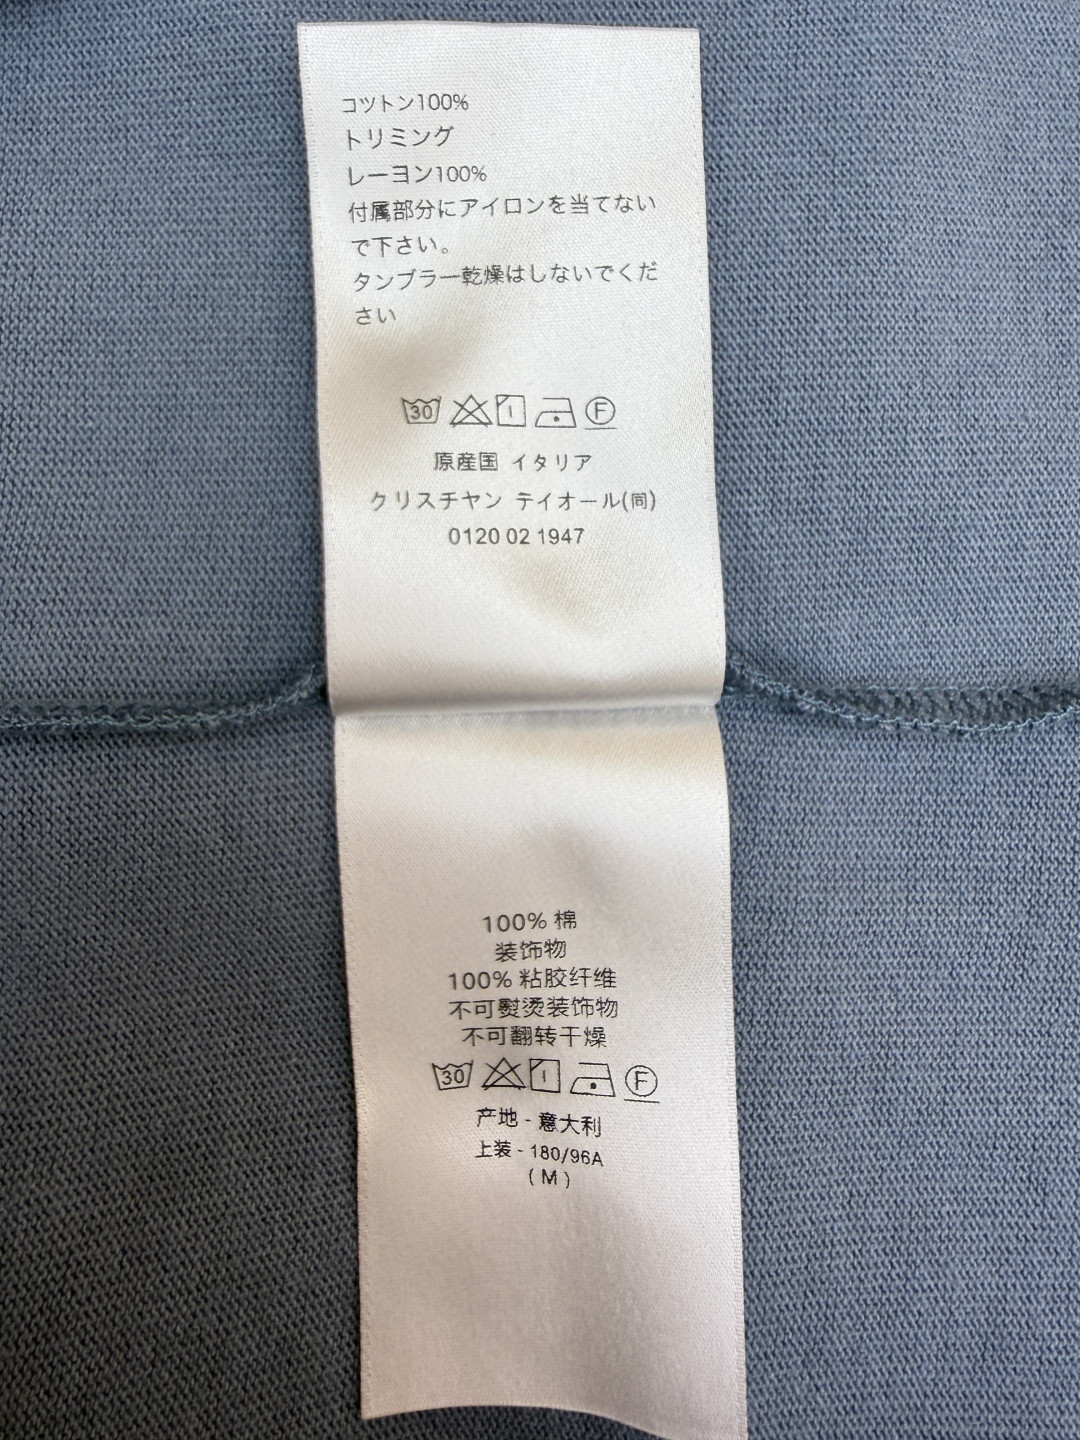 コツトン100%
トリミング
レーヨン100%
付属部分にアイロンを当てない
で下さい。
タンブラー乾燥はしないでくだ
さい
30 F
原産国 イタリア
クリスチヤン テイオール(同)
0120 02 1947
100% 棉
装饰物
100% 粘胶纤维
不可熨烫装饰物
不可翻转干燥
30 F
产地 - 意大利
上装 - 180/96A
( M )